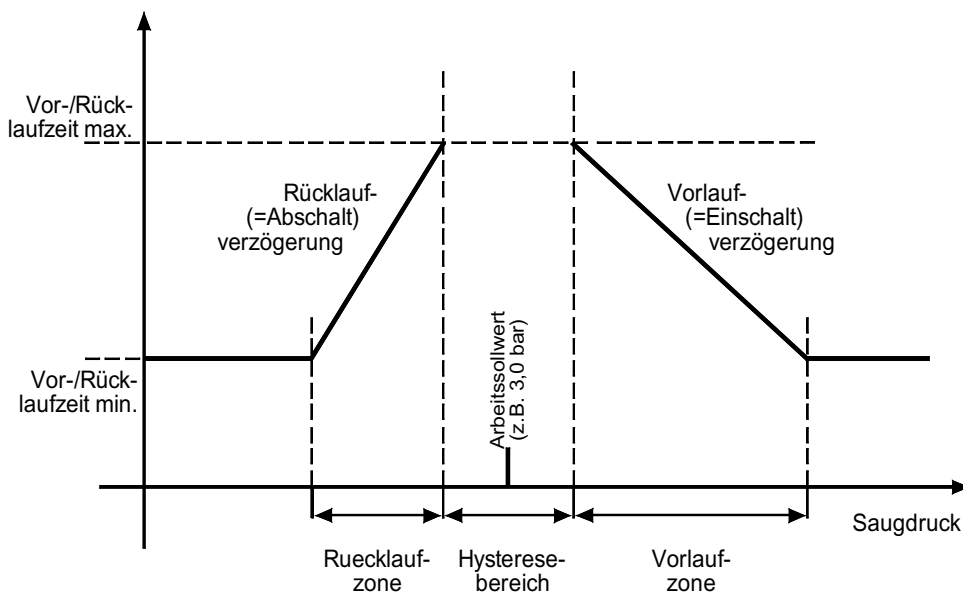 Vor-/Rück-
laufzeit max.
Rücklauf-
(=Abschalt)
verzögerung
Vorlauf-
(=Einschalt)
verzögerung
Vor-/Rück-
laufzeit min.
Arbeitssollwert
(z.B. 3,0 bar)
Saugdruck
Ruecklauf-
zone
Hysterese-
bereich
Vorlauf-
zone